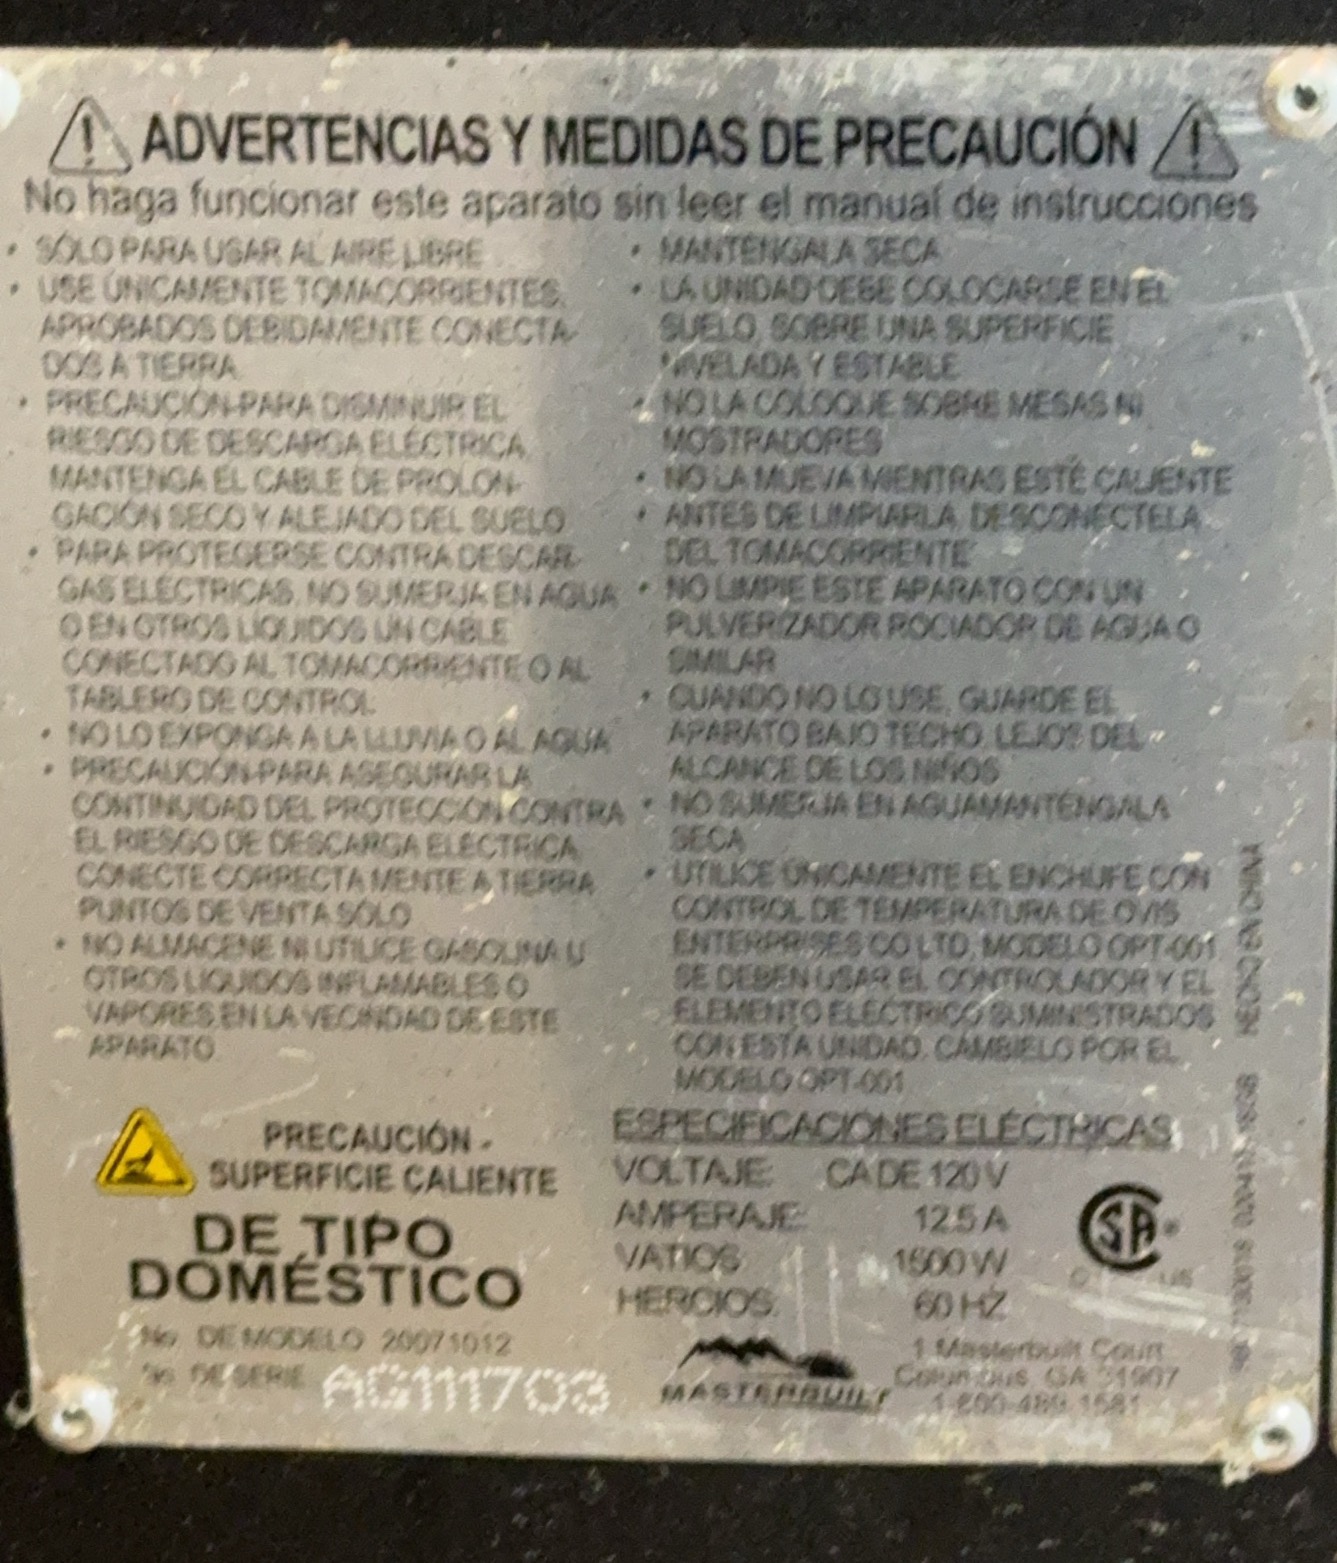 ADVERTENCIAS Y MEDIDAS DE PRECAUCIÓN
No haga funcionar este aparato sin leer el manual de instrucciones
• SÓLO PARA USAR AL AIRE LIBRE
• USE ÚNICAMENTE TOMACORRIENTES
APROBADOS DEBIDAMENTE CONECTA-
DOS A TIERRA
• PRECAUCIÓN-PARA DISMINUIR EL
RIESGO DE DESCARGA ELÉCTRICA,
MANTENGA EL CABLE DE PROLON-
GACIÓN SECO Y ALEJADO DEL SUELO
• PARA PROTEGERSE CONTRA DESCAR-
GAS ELÉCTRICAS, NO SUMERJA EN AGUA
O EN OTROS LÍQUIDOS UN CABLE
CONECTADO AL TOMACORRIENTE O AL
TABLERO DE CONTROL
• NO LO EXPONGA A LA LLUVIA O AL AGUA
• PRECAUCIÓN-PARA ASEGURAR LA
CONTINUIDAD DEL PROTECCIÓN CONTRA
EL RIESGO DE DESCARGA ELÉCTRICA
CONECTE CORRECTA MENTE A TIERRA
PUNTOS DE VENTA SÓLO
• NO ALMACENE NI UTILICE GASOLINA U
OTROS LÍQUIDOS INFLAMABLES O
VAPORES EN LA VECINDAD DE ESTE
APARATO
• MANTÉNGALA SECA
• LA UNIDAD DEBE COLOCARSE EN EL
SUELO, SOBRE UNA SUPERFICIE
NIVELADA Y ESTABLE
• NO LA COLOQUE SOBRE MESAS NI
MOSTRADORES
• NO LA MUEVA MIENTRAS ESTÉ CALIENTE
• ANTES DE LIMPIARLA, DESCONÉCTELA
DEL TOMACORRIENTE
• NO LIMPIE ESTE APARATO CON UN
PULVERIZADOR ROCIADOR DE AGUA O
SIMILAR
• CUANDO NO LO USE, GUARDE EL
APARATO BAJO TECHO, LEJOS DEL
ALCANCE DE LOS NIÑOS
• NO SUMERJA EN AGUAMANTÉNGALA
SECA
• UTILICE ÚNICAMENTE EL ENCHUFE CON
CONTROL DE TEMPERATURA DE OVIS
ENTERPRISES CO LTD, MODELO OPT-001
SE DEBEN USAR EL CONTROLADOR Y EL
ELEMENTO ELÉCTRICO SUMINISTRADOS
CON ESTA UNIDAD. CÁMBIELO POR EL
MODELO OPT-001
HECHO EN CHINA
PRECAUCIÓN -
SUPERFICIE CALIENTE
DE TIPO
DOMÉSTICO
No. DE MODELO 20071012
No. DE SERIE AG111703
ESPECIFICACIONES ELÉCTRICAS
VOLTAJE: CA DE 120 V
AMPERAJE: 12.5 A
VATIOS: 1500 W
HERCIOS: 60 HZ
MASTERBUILT
1 Masterbuilt Court
Columbus, GA 31907
1-800-489-1581